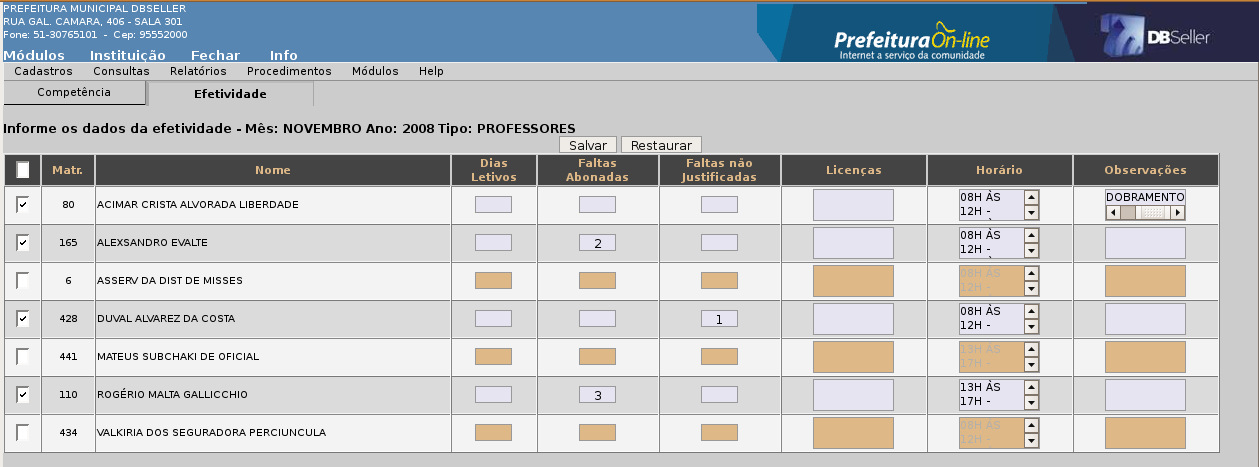 PREFEITURA MUNICIPAL DBSELLER
RUA GAL. CAMARA, 406 - SALA 301
Fone: 51-30765101 - Cep: 95552000
Módulos Instituição Fechar Info
PrefeituraOn-line
Internet a serviço da comunidade
DBSeller
Cadastros Consultas Relatórios Procedimentos Módulos Help
Competência Efetividade
Informe os dados da efetividade - Mês: NOVEMBRO Ano: 2008 Tipo: PROFESSORES
Salvar Restaurar
Matr. Nome Dias Letivos Faltas Abonadas Faltas não Justificadas Licenças Horário Observações
80 ACIMAR CRISTA ALVORADA LIBERDADE 08H ÀS DOBRAMENTO
12H -
165 ALEXSANDRO EVALTE 2 08H ÀS
12H -
6 ASSERV DA DIST DE MISSES 08H ÀS
12H -
428 DUVAL ALVAREZ DA COSTA 1 08H ÀS
12H -
441 MATEUS SUBCHAKI DE OFICIAL 13H ÀS
17H -
110 ROGÉRIO MALTA GALLICCHIO 3 13H ÀS
17H -
434 VALKIRIA DOS SEGURADORA PERCIUNCULA 08H ÀS
12H -